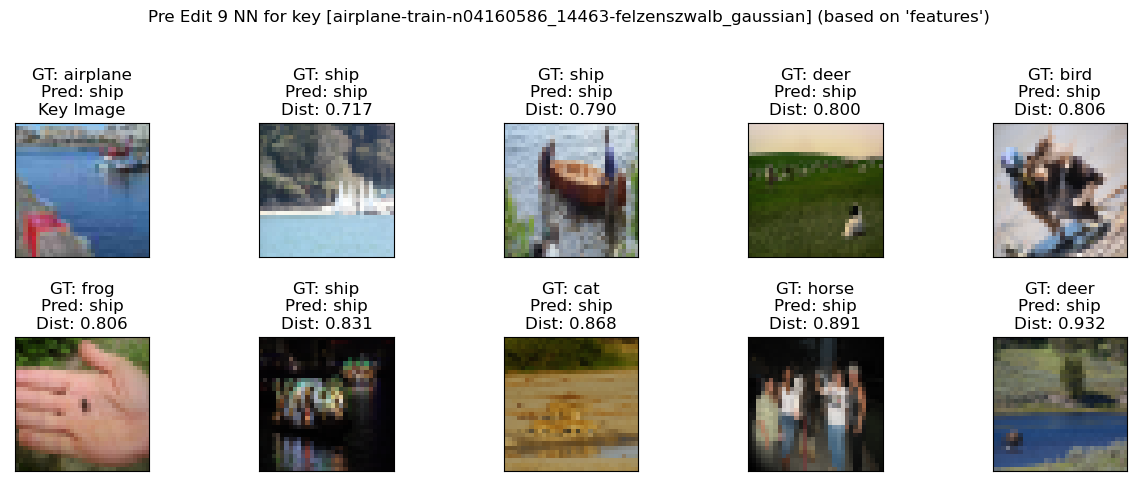 Pre Edit 9 NN for key [airplane-train-n04160586_14463-felzenszwalb_gaussian] (based on 'features')
GT: airplane
Pred: ship
Key Image
GT: ship
Pred: ship
Dist: 0.717
GT: ship
Pred: ship
Dist: 0.790
GT: deer
Pred: ship
Dist: 0.800
GT: bird
Pred: ship
Dist: 0.806
GT: frog
Pred: ship
Dist: 0.806
GT: ship
Pred: ship
Dist: 0.831
GT: cat
Pred: ship
Dist: 0.868
GT: horse
Pred: ship
Dist: 0.891
GT: deer
Pred: ship
Dist: 0.932